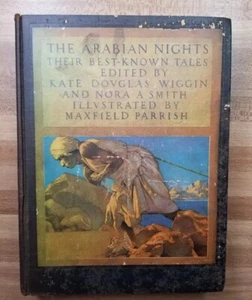 THE ARABIAN NIGHTS
THEIR BEST-KNOWN TALES
EDITED BY
KATE DOUGLAS WIGGIN
AND NORA A SMITH
ILLVSTRATED BY
MAXFIELD PARRISH